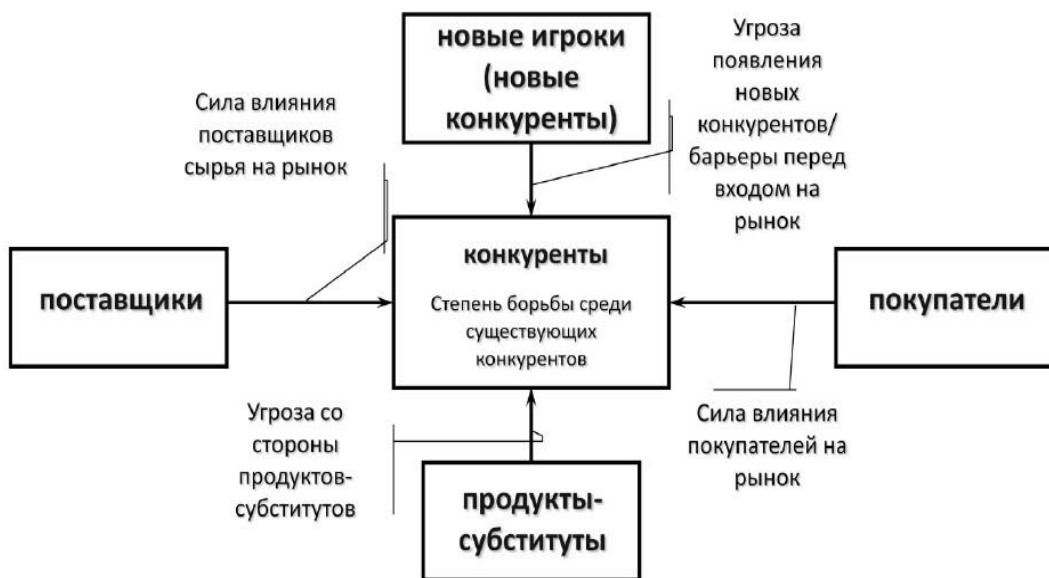 новые игроки
(новые
конкуренты)
Угроза
появления
новых
конкурентов/
барьеры перед
входом на
рынок
Сила влияния
поставщиков
сырья на рынок
поставщики
конкуренты
Степень борьбы среди
существующих
конкурентов
покупатели
Угроза со
стороны
продуктов-
субститутов
Сила влияния
покупателей на
рынок
продукты-
субституты